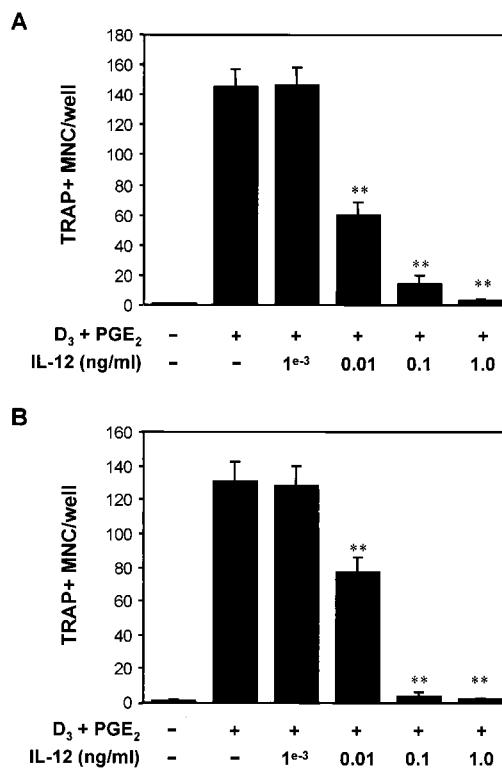 A
180
160
140
120
100
80
60
40
20
0
TRAP+ MNC/well
** ** **
D₃ + PGE₂ – + + + + +
IL-12 (ng/ml) – – 1ᵉ⁻³ 0.01 0.1 1.0
B
160
140
120
100
80
60
40
20
0
TRAP+ MNC/well
** ** **
D₃ + PGE₂ – + + + + +
IL-12 (ng/ml) – – 1ᵉ⁻³ 0.01 0.1 1.0